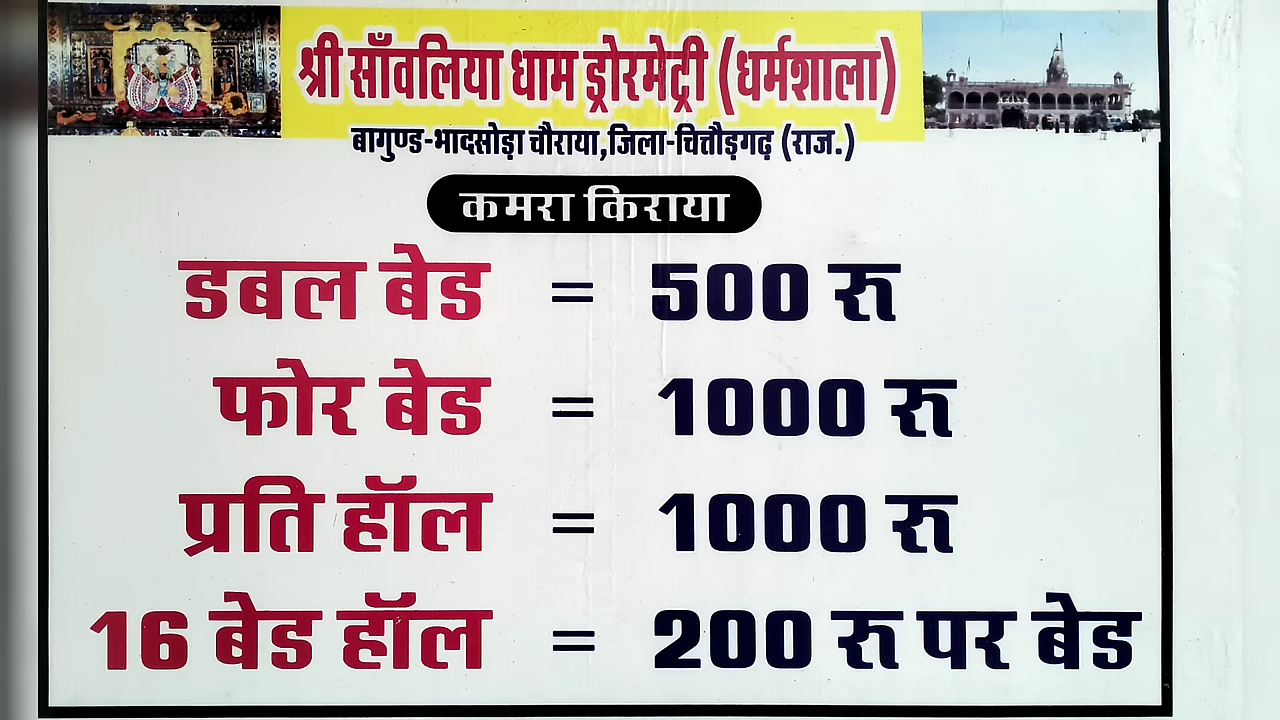 श्री साँवलिया धाम ड्रोरमेट्री (धर्मशाला)
बागुण्ड-भादसोड़ा चौराया,जिला-चित्तौड़गढ़ (राज.)
कमरा किराया
डबल बेड = 500 रु
फोर बेड = 1000 रु
प्रति हॉल = 1000 रु
16 बेड हॉल = 200 रु पर बेड